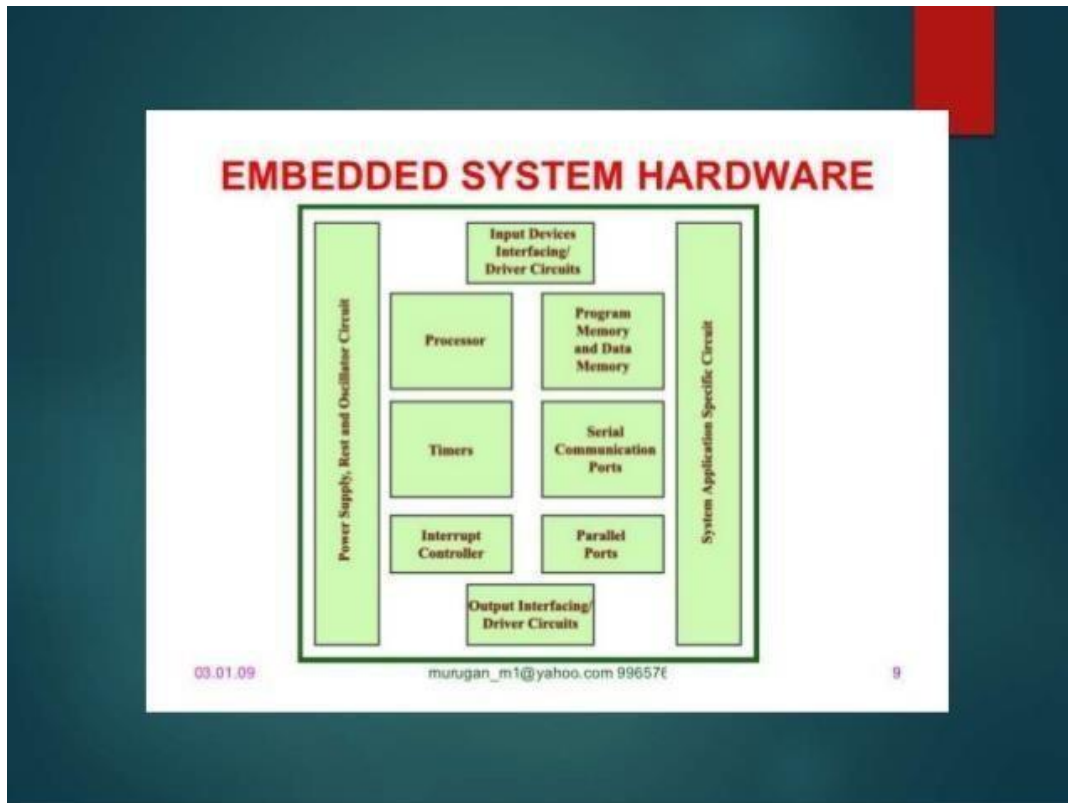 EMBEDDED SYSTEM HARDWARE
Power Supply, Rest and Oscillator Circuit
Input Devices
Interfacing/
Driver Circuits
Processor
Program
Memory
and Data
Memory
Timers
Serial
Communication
Ports
Interrupt
Controller
Parallel
Ports
Output Interfacing/
Driver Circuits
System Application Specific Circuit
03.01.09
murugan_m1@yahoo.com 996576
9